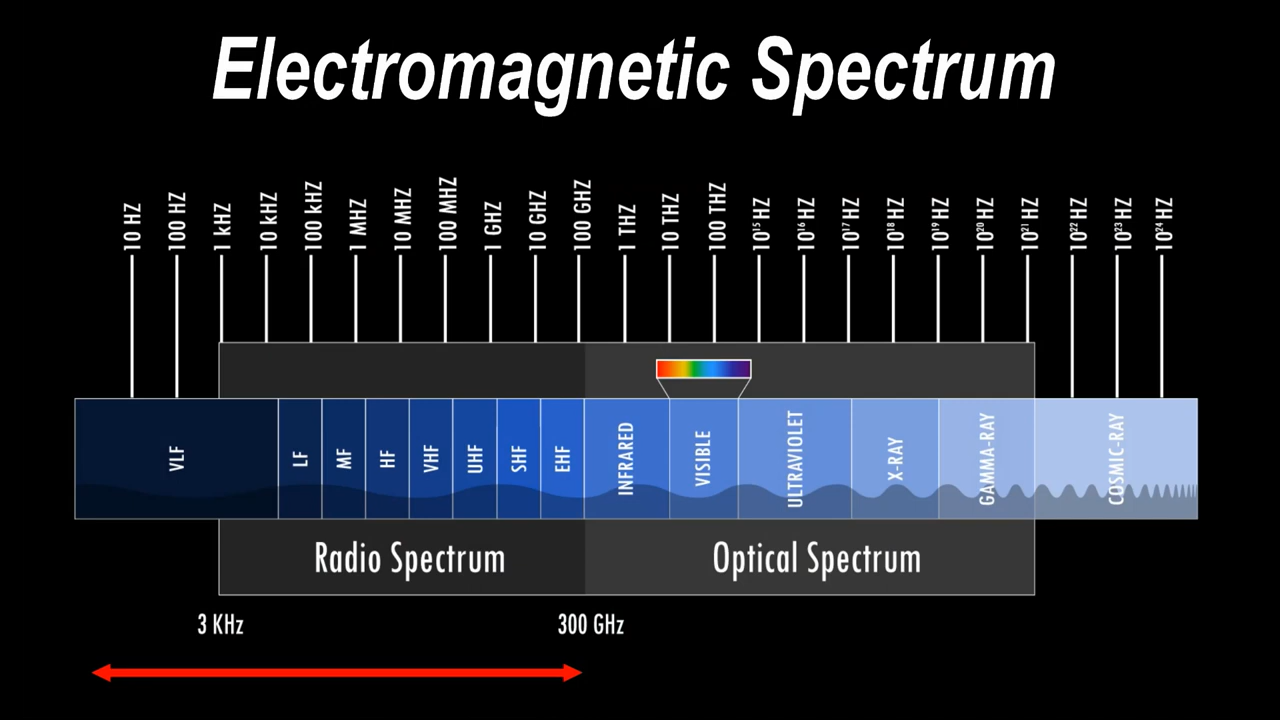 Electromagnetic Spectrum
10 HZ
100 HZ
1 kHZ
10 kHZ
100 kHZ
1 MHZ
10 MHZ
100 MHZ
1 GHZ
10 GHZ
100 GHZ
1 THZ
10 THZ
100 THZ
10¹⁵ HZ
10¹⁶ HZ
10¹⁷ HZ
10¹⁸ HZ
10¹⁹ HZ
10²⁰ HZ
10²¹ HZ
10²² HZ
10²³ HZ
10²⁴ HZ
VLF
LF
MF
HF
VHF
UHF
SHF
EHF
INFRARED
VISIBLE
ULTRAVIOLET
X-RAY
GAMMA-RAY
COSMIC-RAY
Radio Spectrum
Optical Spectrum
3 KHz
300 GHz